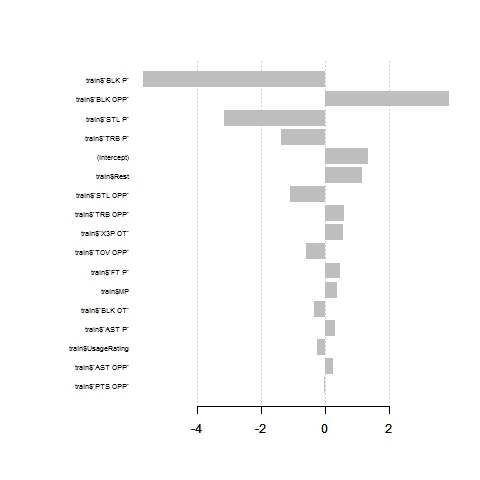 train$`BLK P`
train$`BLK OPP`
train$`STL P`
train$`TRB P`
(Intercept)
train$Rest
train$`STL OPP`
train$`TRB OPP`
train$`X3P OT`
train$`TOV OPP`
train$`FT P`
train$MP
train$`BLK OT`
train$`AST P`
train$UsageRating
train$`AST OPP`
train$`PTS OPP`
-4 -2 0 2